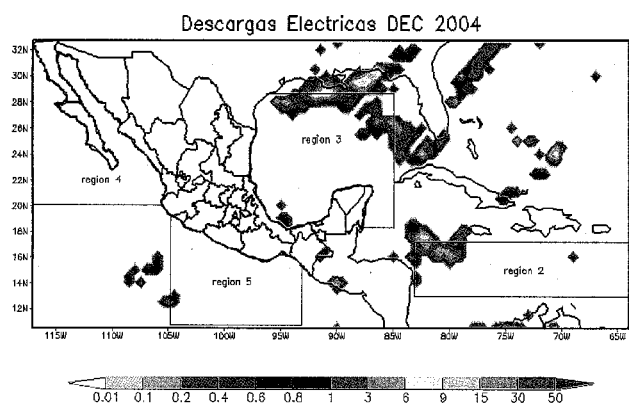 Descargas Electricas DEC 2004
32N
30N
28N
26N
24N
22N
20N
18N
16N
14N
12N
region 3
region 4
region 2
region 5
115W 110W 105W 100W 95W 90W 85W 80W 75W 70W 65W
0.01 0.1 0.2 0.4 0.6 0.8 1 3 6 9 15 30 50